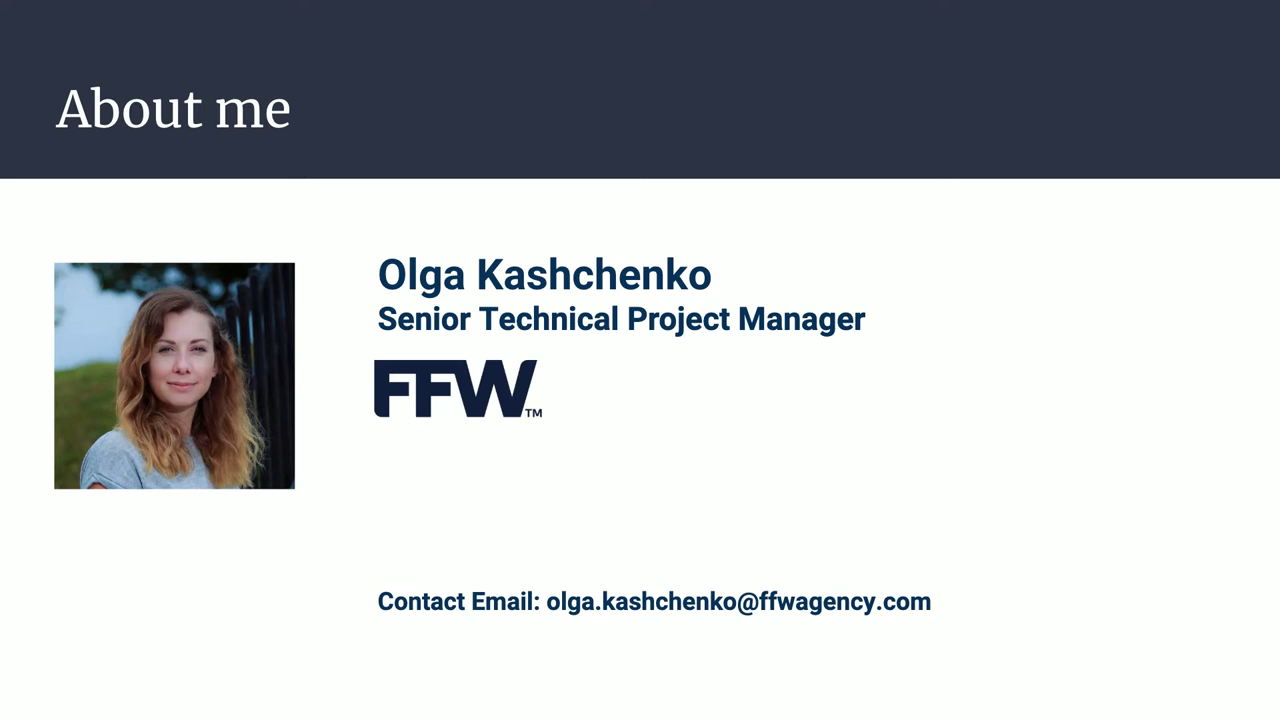 About me
Olga Kashchenko
Senior Technical Project Manager
FFW™
Contact Email: olga.kashchenko@ffwagency.com